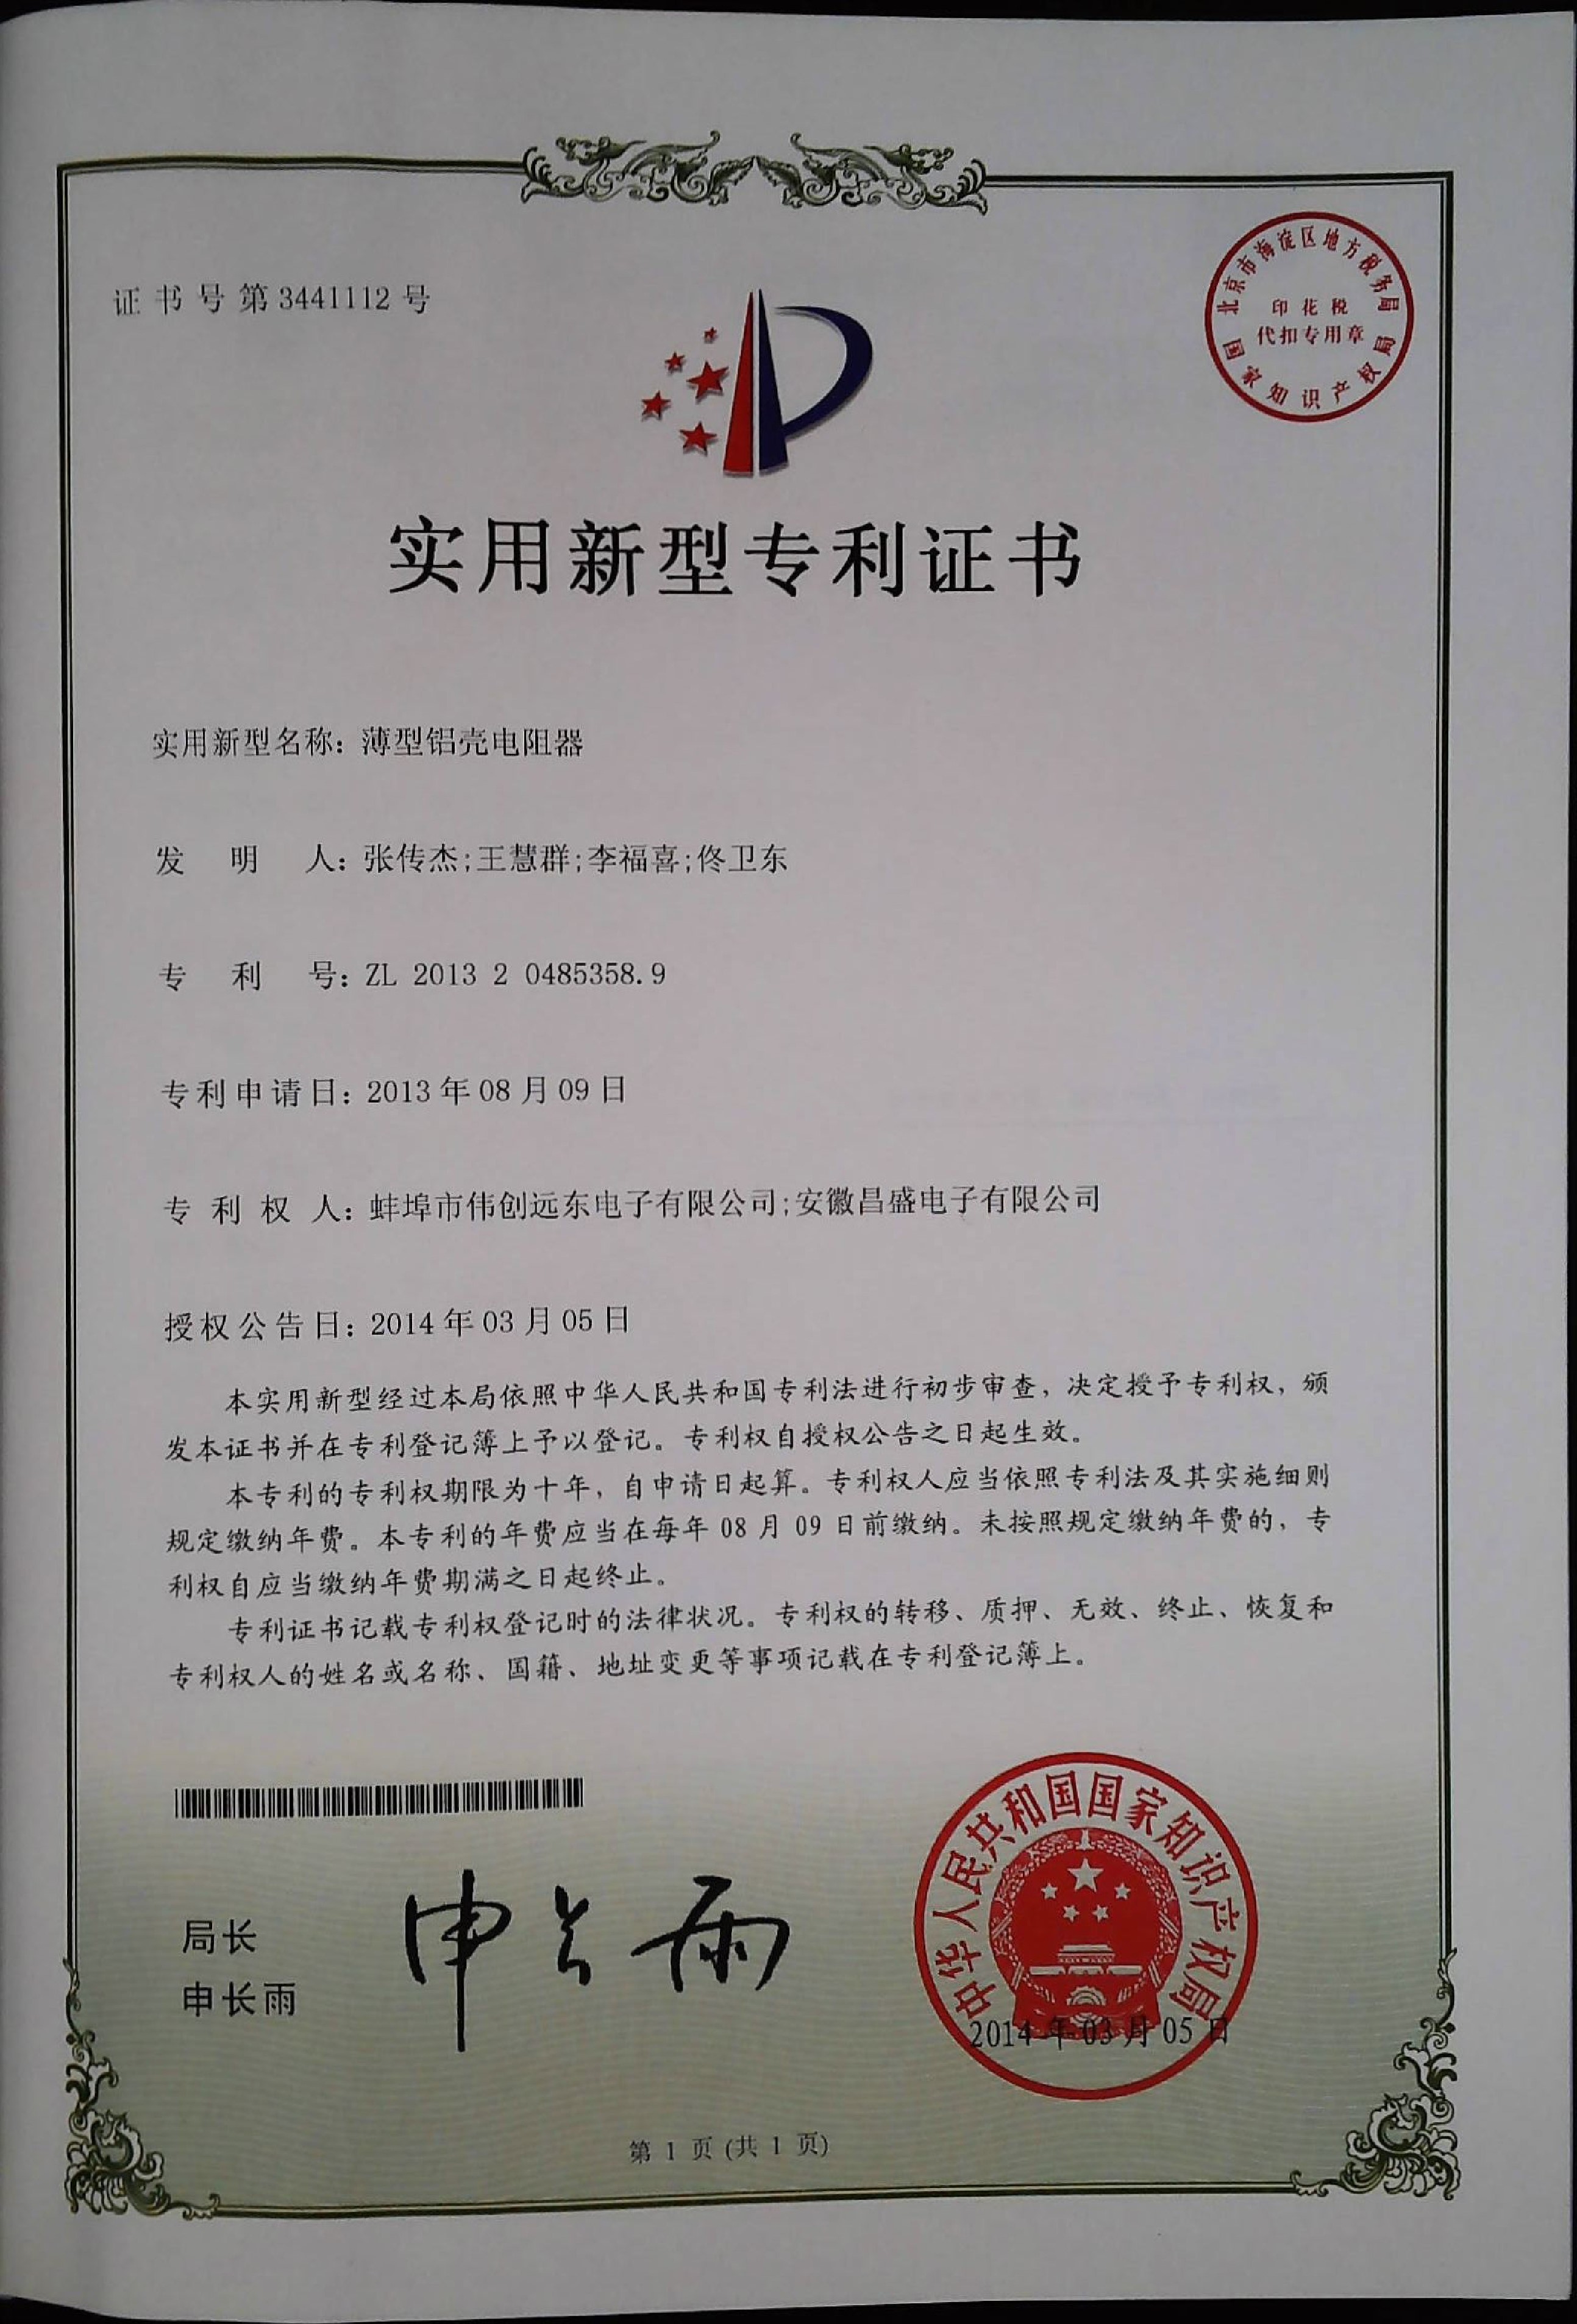 证书号第3441112号
北京市海淀区地方税务局
印花税
代扣专用章
国家知识产权局
实用新型专利证书
实用新型名称：薄型铝壳电阻器
发明人：张传杰;王慧群;李福喜;佟卫东
专利号：ZL 2013 2 0485358.9
专利申请日：2013年08月09日
专利权人：蚌埠市伟创远东电子有限公司;安徽昌盛电子有限公司
授权公告日：2014年03月05日
本实用新型经过本局依照中华人民共和国专利法进行初步审查，决定授予专利权，颁
发本证书并在专利登记簿上予以登记。专利权自授权公告之日起生效。
本专利的专利权期限为十年，自申请日起算。专利权人应当依照专利法及其实施细则
规定缴纳年费。本专利的年费应当在每年08月09日前缴纳。未按照规定缴纳年费的，专
利权自应当缴纳年费期满之日起终止。
专利证书记载专利权登记时的法律状况。专利权的转移、质押、无效、终止、恢复和
专利权人的姓名或名称、国籍、地址变更等事项记载在专利登记簿上。
局长
申长雨
申长雨
中华人民共和国国家知识产权局
2014年03月05日
第1页(共1页)